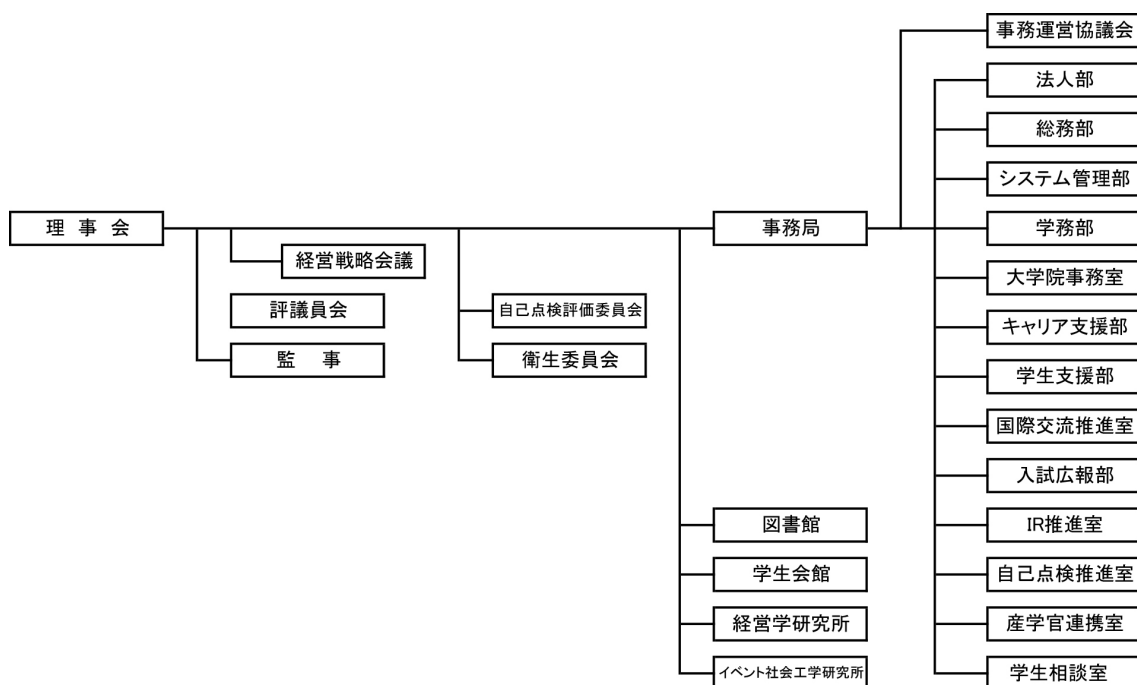 事務運営協議会
法人部
総務部
システム管理部
理事会
事務局
学務部
経営戦略会議
大学院事務室
評議員会
自己点検評価委員会
キャリア支援部
監事
衛生委員会
学生支援部
国際交流推進室
入試広報部
図書館
IR推進室
学生会館
自己点検推進室
経営学研究所
産学官連携室
イベント社会工学研究所
学生相談室